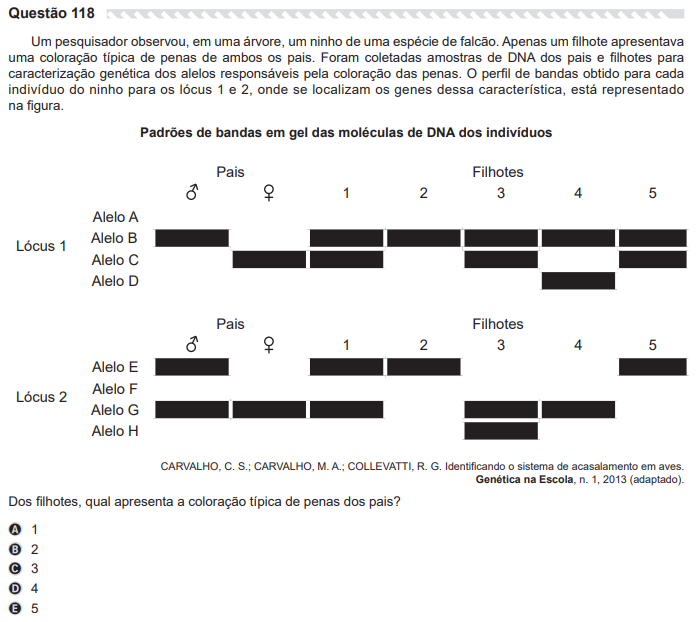 Questão 118
Um pesquisador observou, em uma árvore, um ninho de uma espécie de falcão. Apenas um filhote apresentava
uma coloração típica de penas de ambos os pais. Foram coletadas amostras de DNA dos pais e filhotes para
caracterização genética dos alelos responsáveis pela coloração das penas. O perfil de bandas obtido para cada
indivíduo do ninho para os lócus 1 e 2, onde se localizam os genes dessa característica, está representado
na figura.
Padrões de bandas em gel das moléculas de DNA dos indivíduos
Pais Filhotes
♂ ♀ 1 2 3 4 5
Lócus 1
Alelo A
Alelo B
Alelo C
Alelo D
Pais Filhotes
♂ ♀ 1 2 3 4 5
Lócus 2
Alelo E
Alelo F
Alelo G
Alelo H
CARVALHO, C. S.; CARVALHO, M. A.; COLLEVATTI, R. G. Identificando o sistema de acasalamento em aves.
Genética na Escola, n. 1, 2013 (adaptado).
Dos filhotes, qual apresenta a coloração típica de penas dos pais?
A 1
B 2
C 3
D 4
E 5